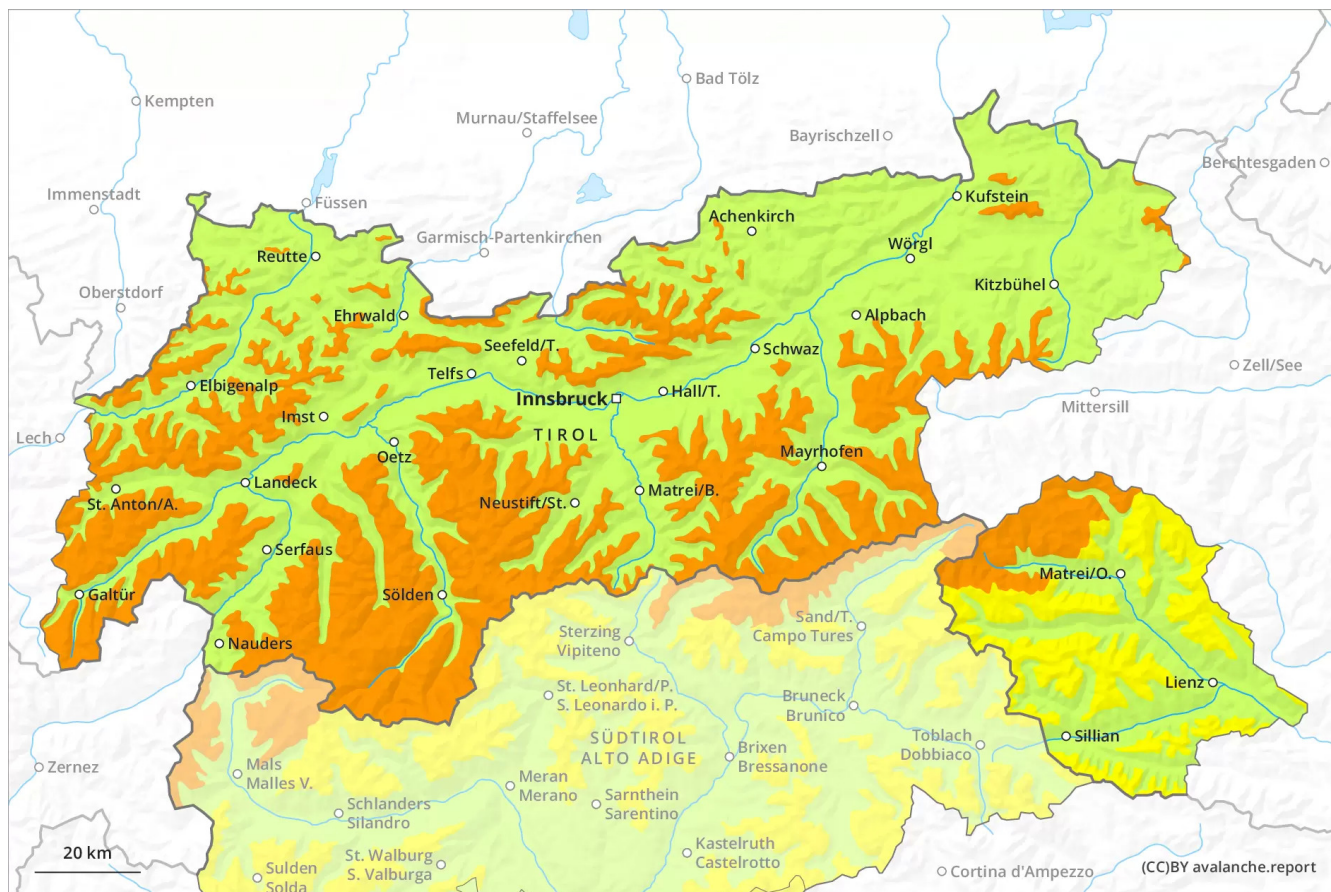 Bad Tölz
Kempten
Murnau/Staffelsee
Bayrischzell
Berchtesgaden
Immenstadt
Füssen
Kufstein
Achenkirch
Garmisch-Partenkirchen
Wörgl
Reutte
Kitzbühel
Oberstdorf
Ehrwald
Alpbach
Seefeld/T.
Schwaz
Zell/See
Telfs
Elbigenalp
Hall/T.
Innsbruck
Mittersill
Imst
TIROL
Lech
Oetz
Mayrhofen
Landeck
Matrei/B.
St. Anton/A.
Neustift/St.
Serfaus
Matrei/O.
Galtür
Sölden
Sand/T.
Campo Tures
Sterzing
Vipiteno
Nauders
Lienz
St. Leonhard/P.
S. Leonardo i. P.
Bruneck
Brunico
SÜDTIROL
ALTO ADIGE
Toblach
Dobbiaco
Sillian
Brixen
Bressanone
Zernez
Mals
Malles V.
Meran
Merano
Sarnthein
Sarentino
Schlanders
Silandro
Kastelruth
Castelrotto
20 km
St. Walburg
S. Valburga
Sulden
Solda
Cortina d'Ampezzo
(CC)BY avalanche.report